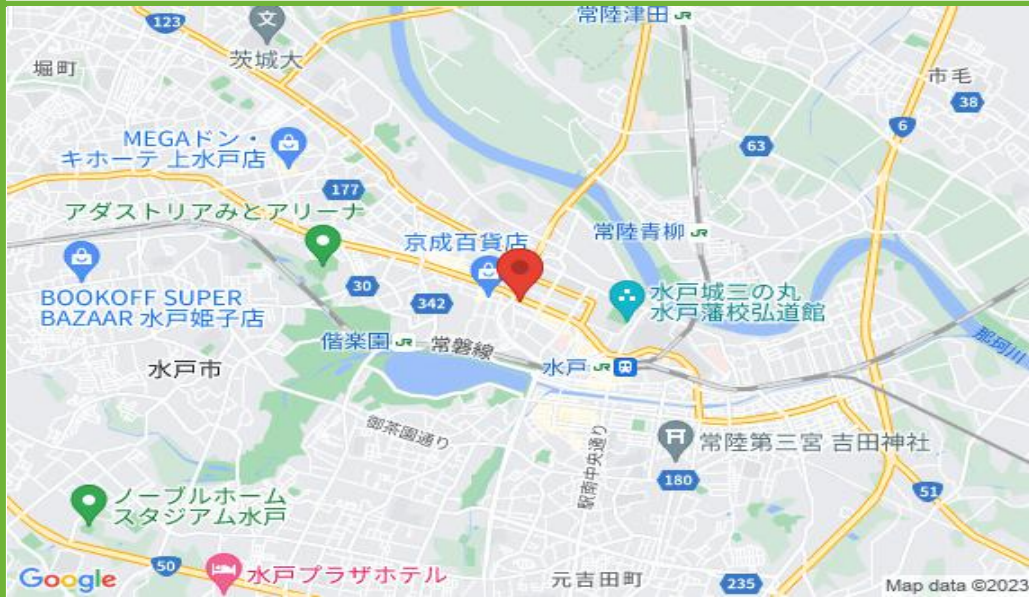 123
文
茨城大
常陸津田 JR
堀町
市毛
38
6
MEGAドン・
キホーテ 上水戸店
63
177
アダストリアみとアリーナ
京成百貨店
常陸青柳 JR
30
342
BOOKOFF SUPER
BAZAAR 水戸姫子店
水戸城三の丸
水戸藩校弘道館
偕楽園 JR 常磐線
那珂川
水戸市
水戸 JR
御茶園通り
駅南中央通り
常陸第三宮 吉田神社
180
51
ノーブルホーム
スタジアム水戸
50
水戸プラザホテル
元吉田町
235
Google
Map data ©2023